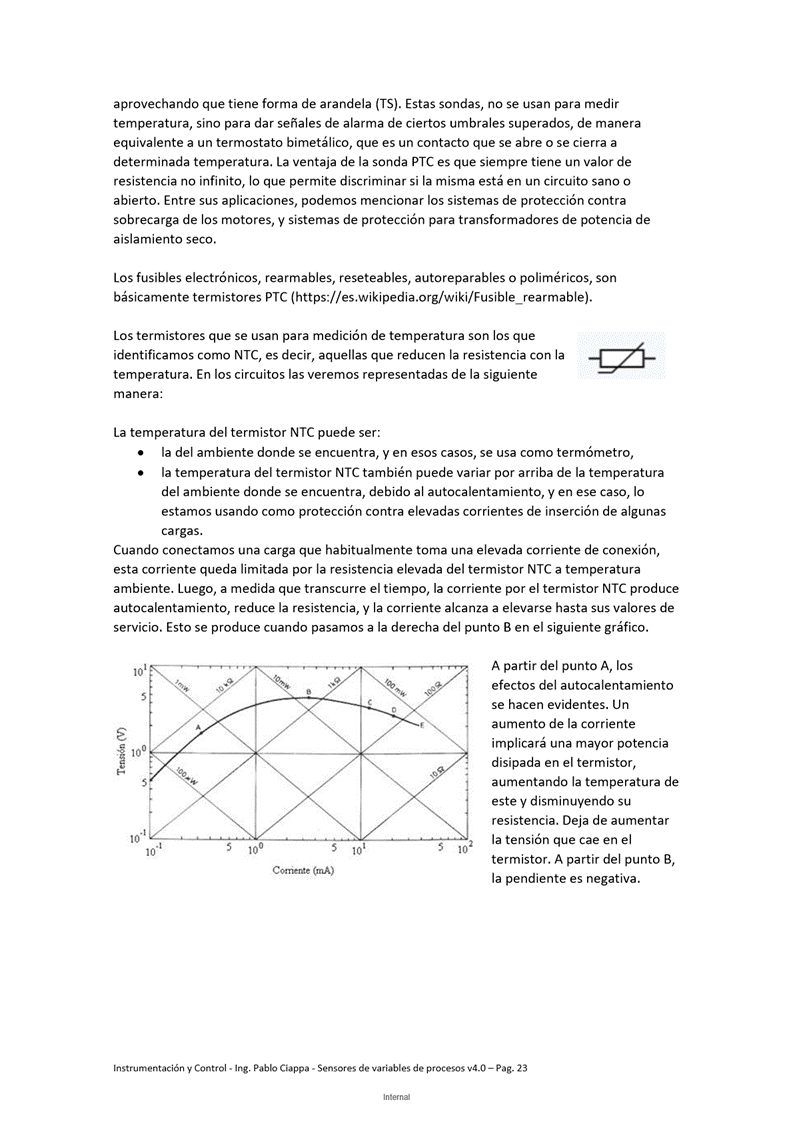 aprovechando que tiene forma de arandela (TS). Estas sondas, no se usan para medir
temperatura, sino para dar señales de alarma de ciertos umbrales superados, de manera
equivalente a un termostato bimetálico, que es un contacto que se abre o se cierra a
determinada temperatura. La ventaja de la sonda PTC es que siempre tiene un valor de
resistencia no infinito, lo que permite discriminar si la misma está en un circuito sano o
abierto. Entre sus aplicaciones, podemos mencionar los sistemas de protección contra
sobrecarga de los motores, y sistemas de protección para transformadores de potencia de
aislamiento seco.
Los fusibles electrónicos, rearmables, reseteables, autoreparables o poliméricos, son
básicamente termistores PTC (https://es.wikipedia.org/wiki/Fusible_rearmable).
Los termistores que se usan para medición de temperatura son los que
identificamos como NTC, es decir, aquellas que reducen la resistencia con la
temperatura. En los circuitos las veremos representadas de la siguiente
manera:
La temperatura del termistor NTC puede ser:
• la del ambiente donde se encuentra, y en esos casos, se usa como termómetro,
• la temperatura del termistor NTC también puede variar por arriba de la temperatura
del ambiente donde se encuentra, debido al autocalentamiento, y en ese caso, lo
estamos usando como protección contra elevadas corrientes de inserción de algunas
cargas.
Cuando conectamos una carga que habitualmente toma una elevada corriente de conexión,
esta corriente queda limitada por la resistencia elevada del termistor NTC a temperatura
ambiente. Luego, a medida que transcurre el tiempo, la corriente por el termistor NTC produce
autocalentamiento, reduce la resistencia, y la corriente alcanza a elevarse hasta sus valores de
servicio. Esto se produce cuando pasamos a la derecha del punto B en el siguiente gráfico.
10¹
5
10⁰
5
10⁻¹
Tensión (V)
1mW
10kΩ
10mW
B
1kΩ
100mW
100Ω
A
C
D
E
100µW
10Ω
10⁻¹
5
10⁰
5
10¹
5
10²
Corriente (mA)
A partir del punto A, los
efectos del autocalentamiento
se hacen evidentes. Un
aumento de la corriente
implicará una mayor potencia
disipada en el termistor,
aumentando la temperatura de
este y disminuyendo su
resistencia. Deja de aumentar
la tensión que cae en el
termistor. A partir del punto B,
la pendiente es negativa.
Instrumentación y Control - Ing. Pablo Ciappa - Sensores de variables de procesos v4.0 – Pag. 23
Internal